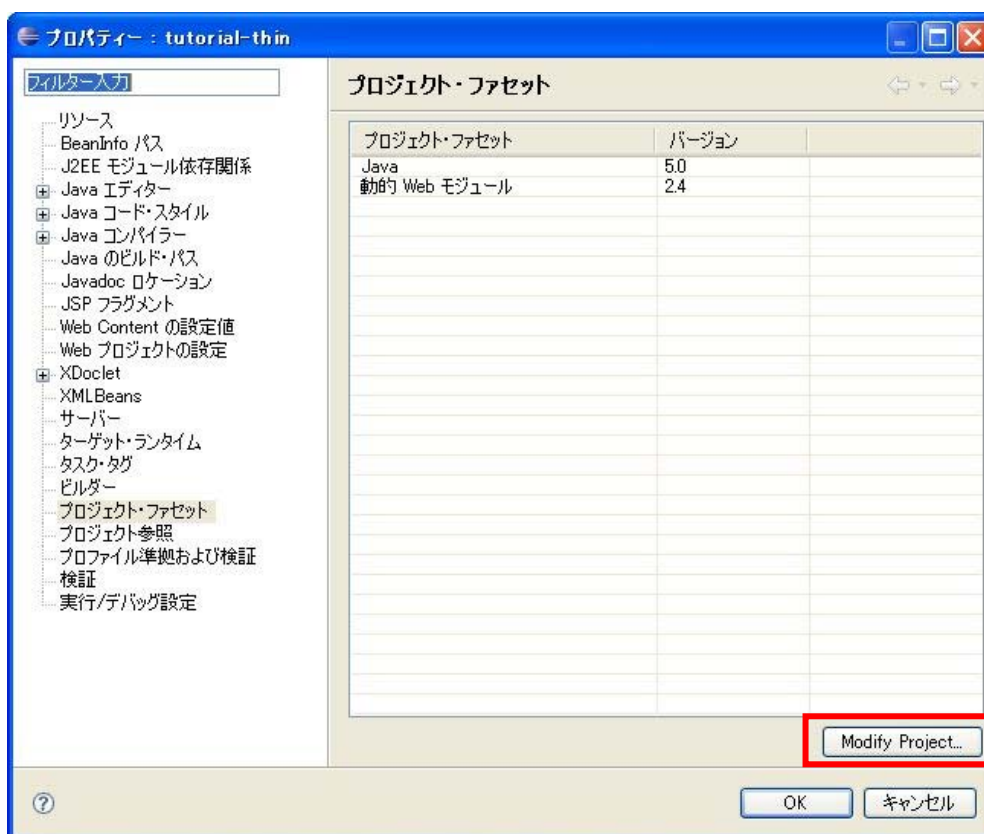 プロパティー : tutorial-thin
フィルター入力
リソース
BeanInfo パス
J2EE モジュール依存関係
Java エディター
Java コード・スタイル
Java コンパイラー
Java のビルド・パス
Javadoc ロケーション
JSP フラグメント
Web Content の設定値
Web プロジェクトの設定
XDoclet
XMLBeans
サーバー
ターゲット・ランタイム
タスク・タグ
ビルダー
プロジェクト・ファセット
プロジェクト参照
プロファイル準拠および検証
検証
実行/デバッグ設定
プロジェクト・ファセット
プロジェクト・ファセット バージョン
Java 5.0
動的 Web モジュール 2.4
Modify Project...
OK キャンセル